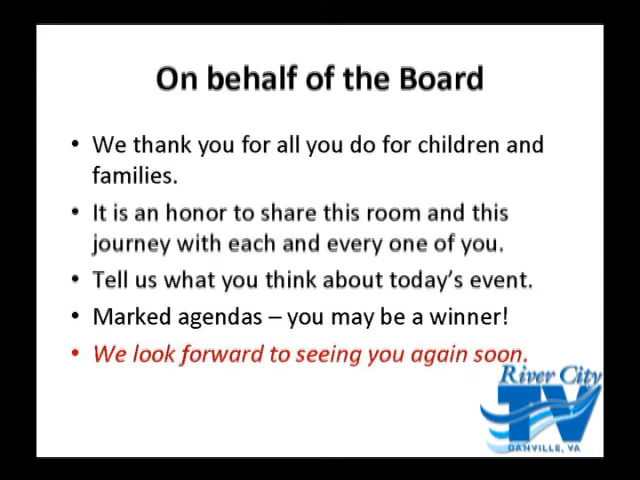 On behalf of the Board
• We thank you for all you do for children and
families.
• It is an honor to share this room and this
journey with each and every one of you.
• Tell us what you think about today's event.
• Marked agendas – you may be a winner!
• We look forward to seeing you again soon.
River City
TV
DANVILLE, VA